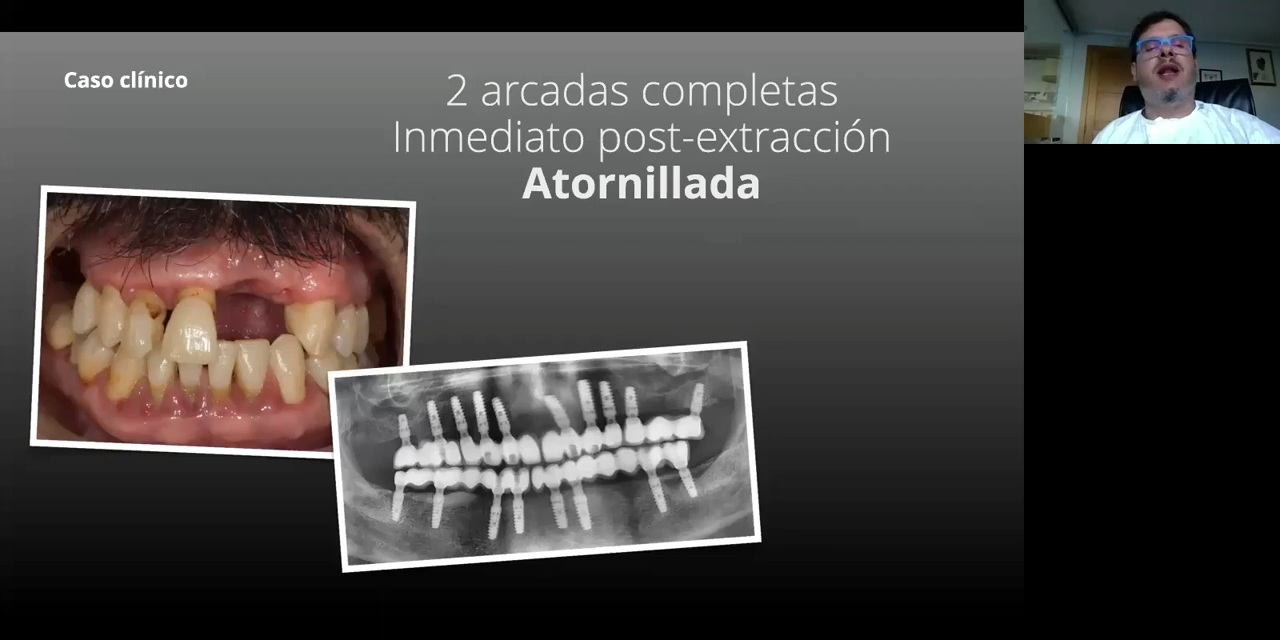 Caso clínico
2 arcadas completas
Inmediato post-extracción
Atornillada